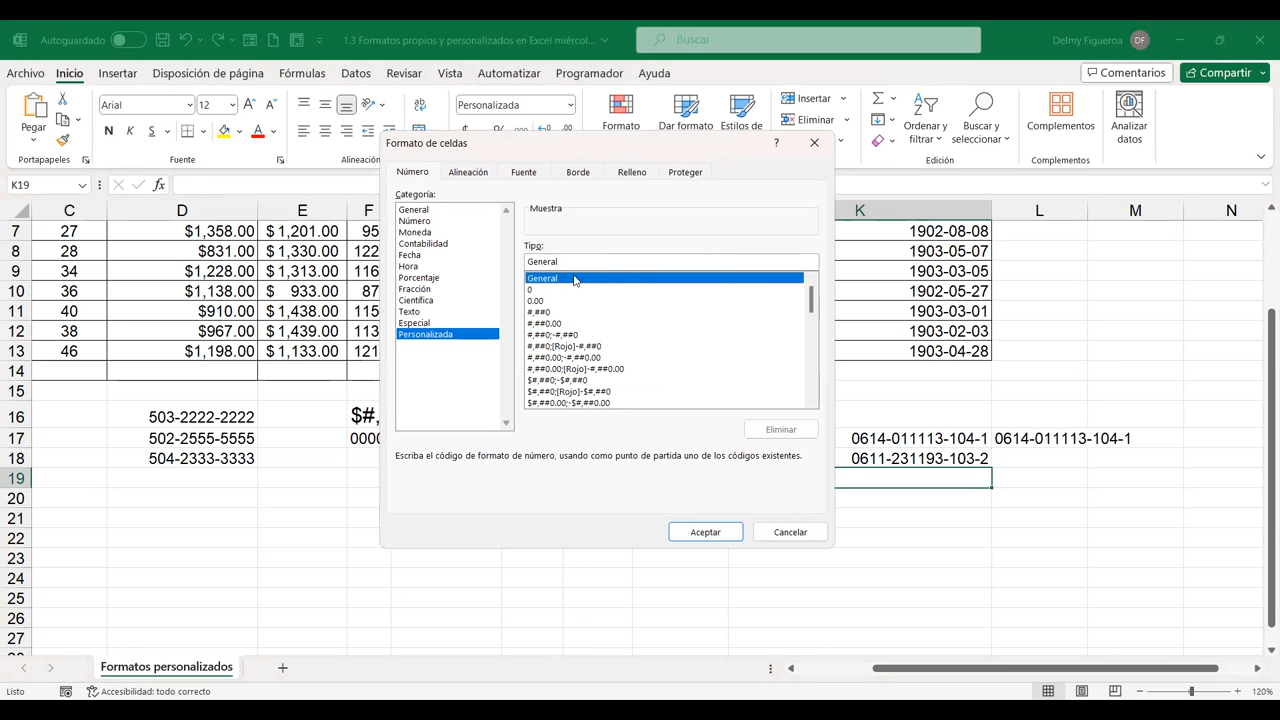 Autoguardado
1.3 Formatos propios y personalizados en Excel miércol...
Buscar
Delmy Figueroa
DF
Archivo Inicio Insertar Disposición de página Fórmulas Datos Revisar Vista Automatizar Programador Ayuda
Comentarios
Compartir
Pegar
Arial
12
N K S
Personalizada
Formato
Dar formato
Estilos de
Insertar
Eliminar
Ordenary
filtrar
Buscar y
seleccionar
Complementos
Analizar
datos
Portapapeles
Fuente
Alineación
Edición
Complementos
K19
fx
C D E F K L M N
7 27 $1,358.00 $ 1,201.00 95 1902-08-08
8 28 $831.00 $ 1,330.00 122 1903-05-07
9 34 $1,228.00 $ 1,313.00 116 1903-03-05
10 36 $1,138.00 $ 933.00 87 1902-05-27
11 40 $910.00 $ 1,438.00 115 1903-03-01
12 38 $967.00 $ 1,439.00 113 1903-02-03
13 46 $1,198.00 $ 1,133.00 121 1903-04-28
14
15
16 503-2222-2222 $#,
17 502-2555-5555 0000 0614-011113-104-1 0614-011113-104-1
18 504-2333-3333 0611-231193-103-2
19
20
21
22
23
24
25
26
27
Formato de celdas
?
Número Alineación Fuente Borde Relleno Proteger
Categoría:
General
Número
Moneda
Contabilidad
Fecha
Hora
Porcentaje
Fracción
Científica
Texto
Especial
Personalizada
Muestra
Tipo:
General
General
0
0.00
#,##0
#,##0.00
#,##0;-#,##0
#,##0;[Rojo]-#,##0
#,##0.00;-#,##0.00
#,##0.00;[Rojo]-#,##0.00
$#,##0;-$#,##0
$#,##0;[Rojo]-$#,##0
$#,##0.00;-$#,##0.00
Eliminar
Escriba el código de formato de número, usando como punto de partida uno de los códigos existentes.
Aceptar
Cancelar
Formatos personalizados
Listo
Accesibilidad: todo correcto
120%